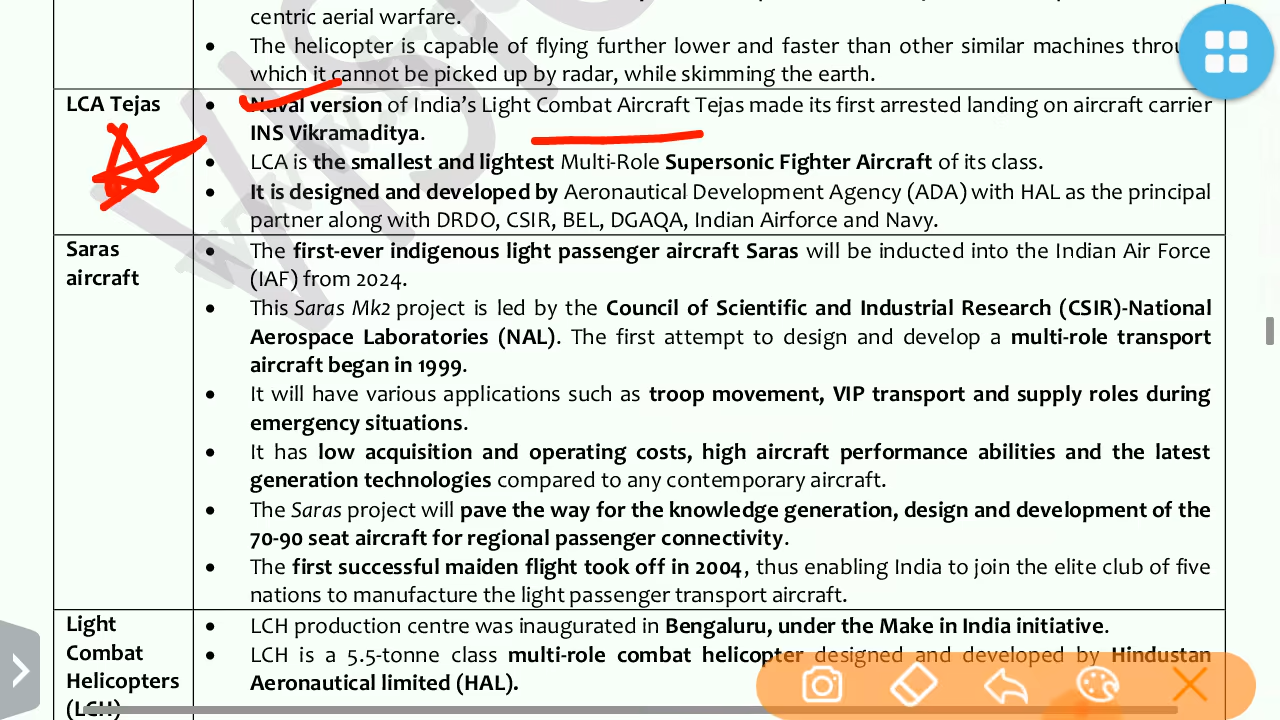 centric aerial warfare.
• The helicopter is capable of flying further lower and faster than other similar machines through
which it cannot be picked up by radar, while skimming the earth.
LCA Tejas
• Naval version of India's Light Combat Aircraft Tejas made its first arrested landing on aircraft carrier
INS Vikramaditya.
• LCA is the smallest and lightest Multi-Role Supersonic Fighter Aircraft of its class.
• It is designed and developed by Aeronautical Development Agency (ADA) with HAL as the principal
partner along with DRDO, CSIR, BEL, DGAQA, Indian Airforce and Navy.
Saras
aircraft
• The first-ever indigenous light passenger aircraft Saras will be inducted into the Indian Air Force
(IAF) from 2024.
• This Saras Mk2 project is led by the Council of Scientific and Industrial Research (CSIR)-National
Aerospace Laboratories (NAL). The first attempt to design and develop a multi-role transport
aircraft began in 1999.
• It will have various applications such as troop movement, VIP transport and supply roles during
emergency situations.
• It has low acquisition and operating costs, high aircraft performance abilities and the latest
generation technologies compared to any contemporary aircraft.
• The Saras project will pave the way for the knowledge generation, design and development of the
70-90 seat aircraft for regional passenger connectivity.
• The first successful maiden flight took off in 2004, thus enabling India to join the elite club of five
nations to manufacture the light passenger transport aircraft.
Light
Combat
Helicopters
(LCH)
• LCH production centre was inaugurated in Bengaluru, under the Make in India initiative.
• LCH is a 5.5-tonne class multi-role combat helicopter designed and developed by Hindustan
Aeronautical limited (HAL).